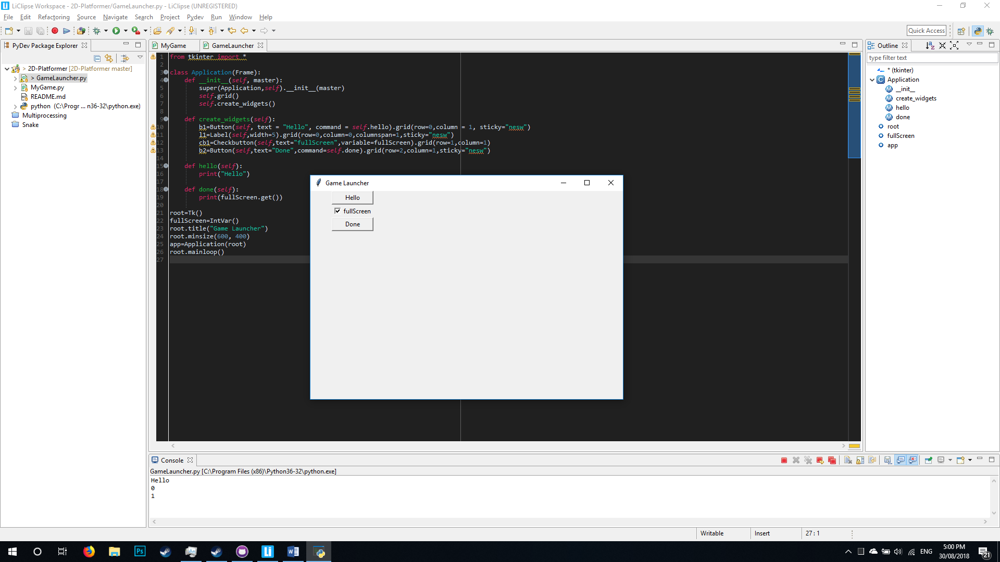 LiClipse Workspace - 2D-Platformer/GameLauncher.py - LiClipse (UNREGISTERED)
File Edit Refactoring Source Navigate Search Project Pydev Run Window Help
Quick Access
PyDev Package Explorer
> 2D-Platformer [2D-Platformer master]
> GameLauncher.py
MyGame.py
README.md
python (C:\Progr ... n36-32\python.exe)
Multiprocessing
Snake
MyGame
GameLauncher
1 from tkinter import *
2
3 class Application(Frame):
4 def __init__(self, master):
5 super(Application,self).__init__(master)
6 self.grid()
7 self.create_widgets()
8
9 def create_widgets(self):
10 b1=Button(self, text = "Hello", command = self.hello).grid(row=0,column = 1, sticky="nesw")
11 l1=Label(self,width=5).grid(row=0,column=0,columnspan=1,sticky="nesw")
12 cb1=Checkbutton(self,text="fullScreen",variable=fullScreen).grid(row=1,column=1)
13 b2=Button(self,text="Done",command=self.done).grid(row=2,column=1,sticky="nesw")
14
15 def hello(self):
16 print("Hello")
17
18 def done(self):
19 print(fullScreen.get())
20
21 root=Tk()
22 fullScreen=IntVar()
23 root.title("Game Launcher")
24 root.minsize(600, 400)
25 app=Application(root)
26 root.mainloop()
27
Game Launcher
Hello
fullScreen
Done
Outline
type filter text
* (tkinter)
Application
__init__
create_widgets
hello
done
root
fullScreen
app
Console
GameLauncher.py [C:\Program Files (x86)\Python36-32\python.exe]
Hello
0
1
Writable Insert 27 : 1
Ps
Li
W
ENG
5:00 PM
30/08/2018
21